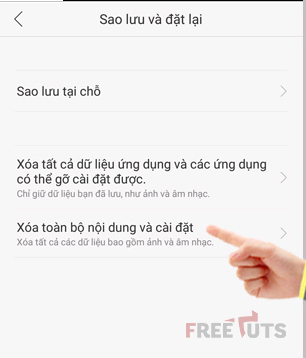 Sao lưu và đặt lại
Sao lưu tại chỗ
Xóa tất cả dữ liệu ứng dụng và các ứng dụng
có thể gỡ cài đặt được.
Chỉ giữ dữ liệu bạn đã lưu, như ảnh và âm nhạc.
Xóa toàn bộ nội dung và cài đặt
Xóa tất cả các dữ liệu bao gồm ảnh và âm nhạc.
FREETUTS